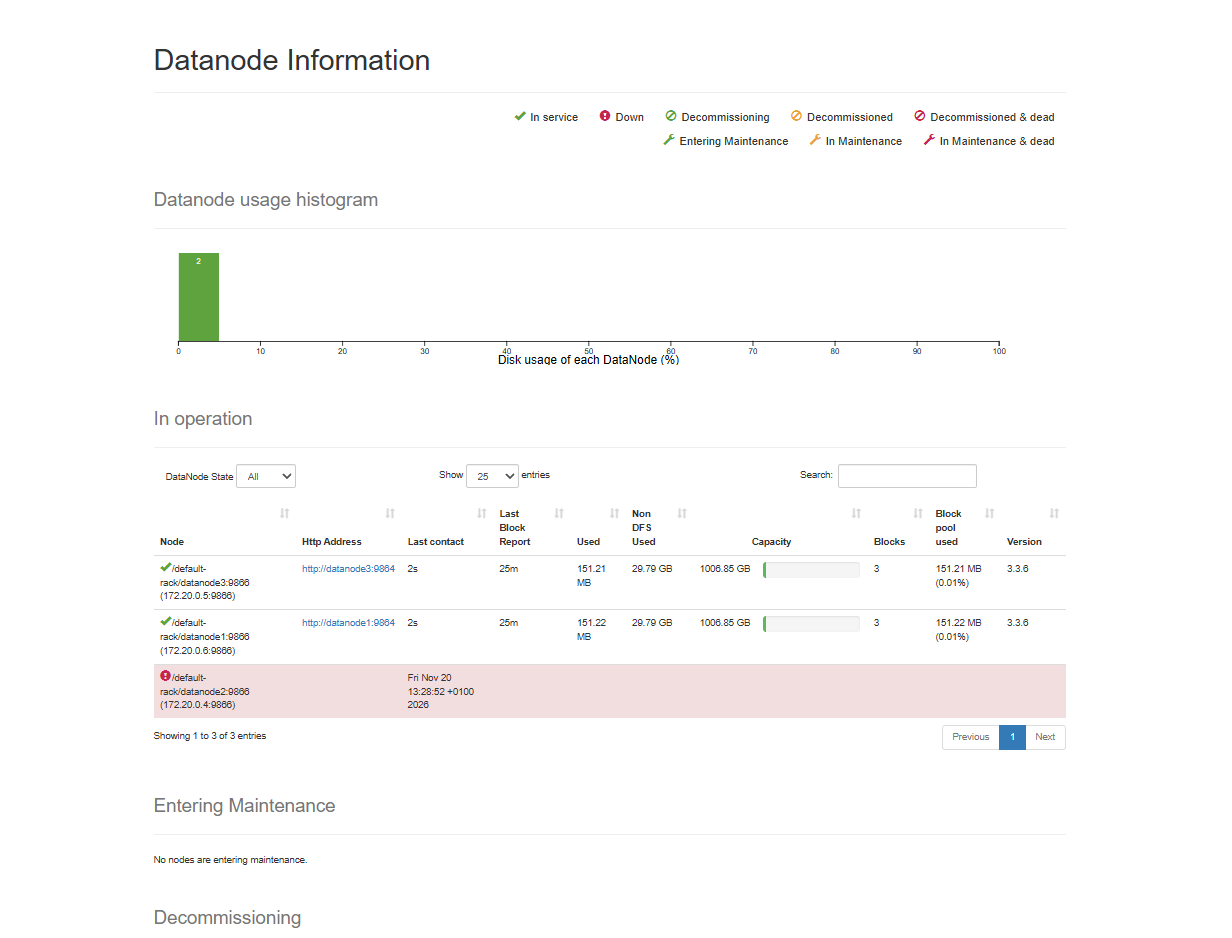 Datanode Information
In service Down Decommissioning Decommissioned Decommissioned & dead
Entering Maintenance In Maintenance In Maintenance & dead
Datanode usage histogram
2
0 10 20 30 40 50 60 70 80 90 100
Disk usage of each DataNode (%)
In operation
DataNode State All Show 25 entries Search:
Node Http Address Last contact Last Block Report Used Non DFS Used Capacity Blocks Block pool used Version
/default-rack/datanode3:9866 (172.20.0.5:9866) http://datanode3:9864 2s 25m 151.21 MB 29.79 GB 1006.85 GB 3 151.21 MB (0.01%) 3.3.6
/default-rack/datanode1:9866 (172.20.0.6:9866) http://datanode1:9864 2s 25m 151.22 MB 29.79 GB 1006.85 GB 3 151.22 MB (0.01%) 3.3.6
/default-rack/datanode2:9866 (172.20.0.4:9866) Fri Nov 20 13:28:52 +0100 2026
Showing 1 to 3 of 3 entries Previous 1 Next
Entering Maintenance
No nodes are entering maintenance.
Decommissioning